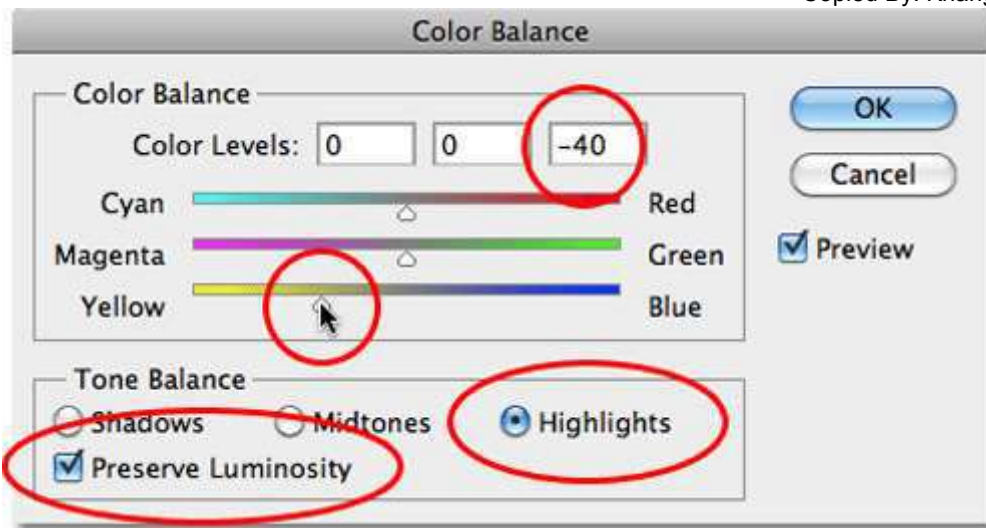 Color Balance
Color Balance
Color Levels: 0 0 -40
Cyan Red
Magenta Green
Yellow Blue
Tone Balance
Shadows Midtones Highlights
Preserve Luminosity
OK
Cancel
Preview